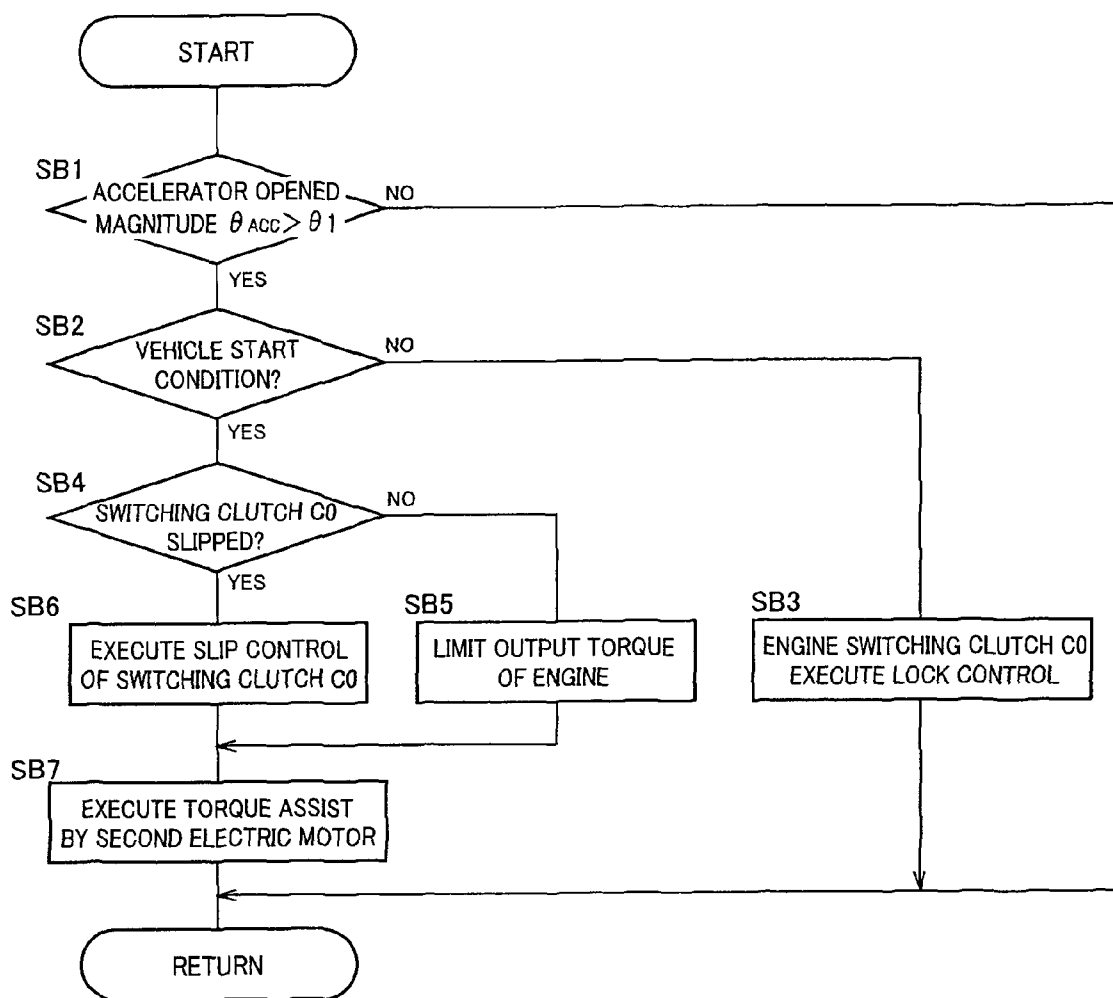 START
SB1
ACCELERATOR OPENED
MAGNITUDE θACC > θ1
NO
YES
SB2
VEHICLE START
CONDITION?
NO
YES
SB4
SWITCHING CLUTCH C0
SLIPPED?
NO
YES
SB6
EXECUTE SLIP CONTROL
OF SWITCHING CLUTCH C0
SB5
LIMIT OUTPUT TORQUE
OF ENGINE
SB3
ENGINE SWITCHING CLUTCH C0
EXECUTE LOCK CONTROL
SB7
EXECUTE TORQUE ASSIST
BY SECOND ELECTRIC MOTOR
RETURN